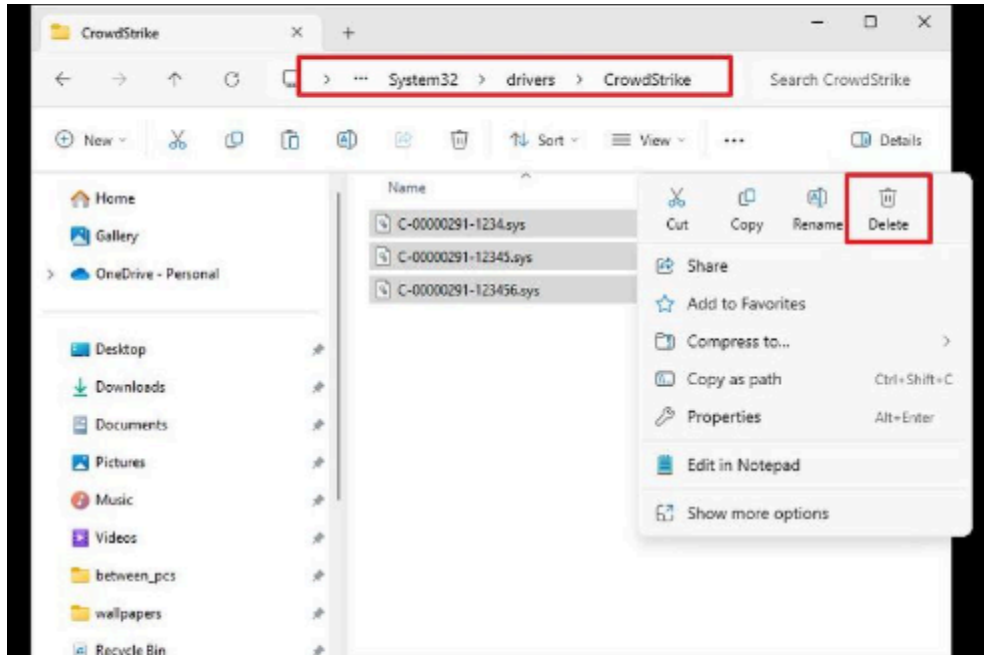 CrowdStrike
System32 > drivers > CrowdStrike
Search CrowdStrike
New
Sort
View
Details
Home
Gallery
OneDrive - Personal
Desktop
Downloads
Documents
Pictures
Music
Videos
between_pcs
wallpapers
Recycle Bin
Name
C-00000291-1234.sys
C-00000291-12345.sys
C-00000291-123456.sys
Cut Copy Rename Delete
Share
Add to Favorites
Compress to...
Copy as path Ctrl+Shift+C
Properties Alt+Enter
Edit in Notepad
Show more options